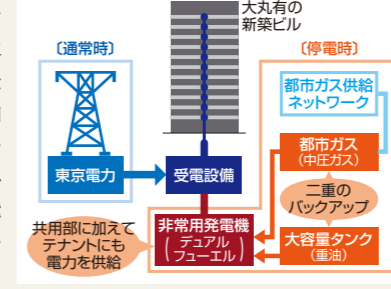 大丸有の
新築ビル
〔通常時〕
〔停電時〕
都市ガス供給
ネットワーク
東京電力
受電設備
都市ガス
（中圧ガス）
二重の
バックアップ
共用部に加えて
テナントにも
電力を供給
非常用発電機
（デュアル
フューエル）
大容量タンク
（重油）